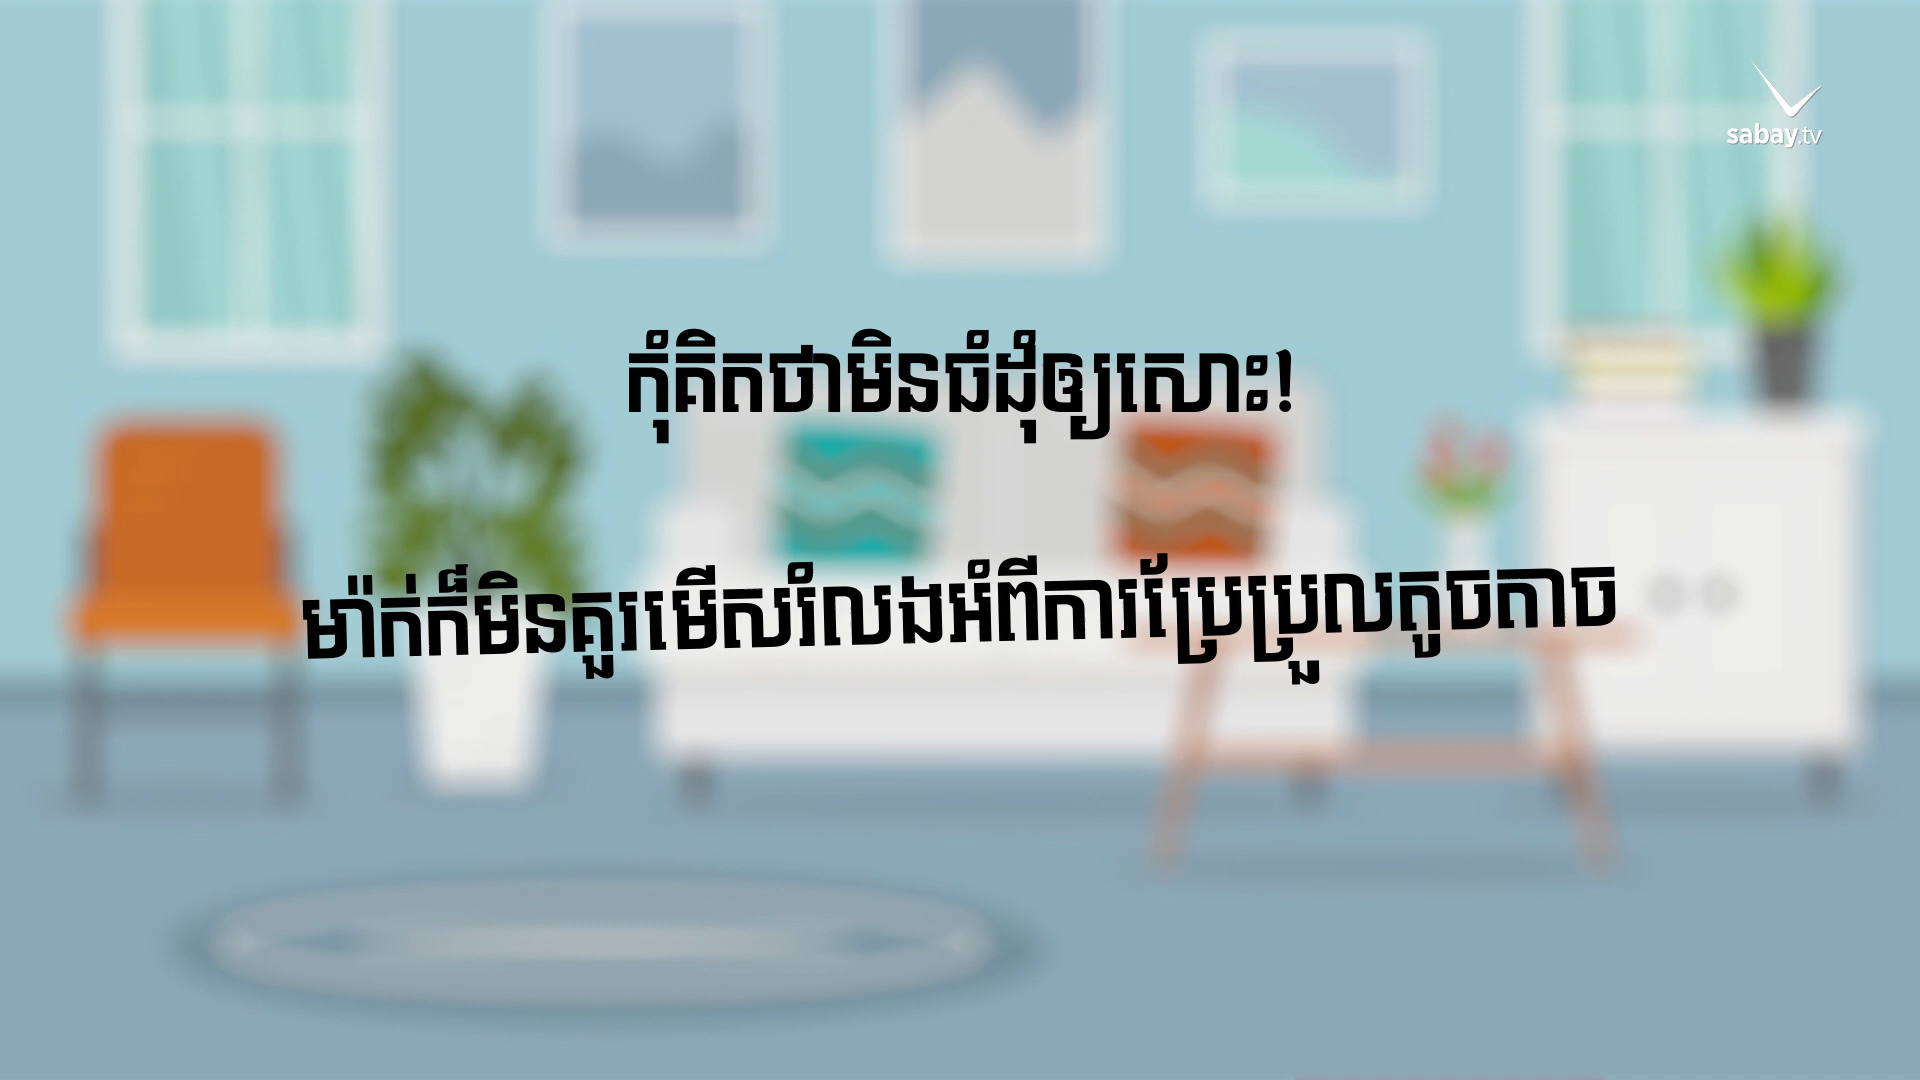 sabay.tv
កុំគិតថាមិនធំដុំឲ្យសោះ!
ម៉ាក់ក៏មិនគួរមើសរំលែងអំពីការប្រែប្រួលតូចតាច